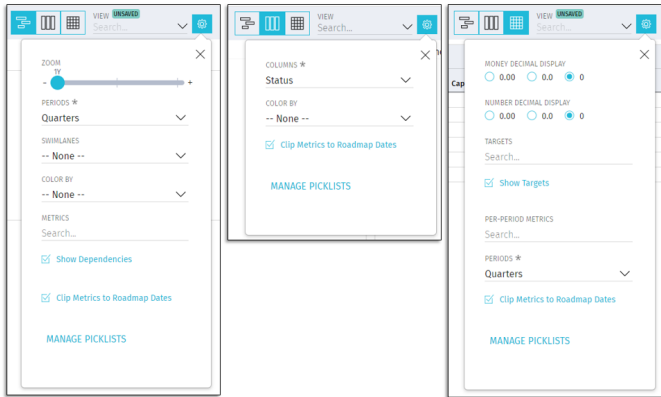 VIEW UNSAVED
Search...
ZOOM
1Y
- +
PERIODS *
Quarters
SWIMLANES
-- None --
COLOR BY
-- None --
METRICS
Search...
Show Dependencies
Clip Metrics to Roadmap Dates
MANAGE PICKLISTS
VIEW
Search...
COLUMNS *
Status
COLOR BY
-- None --
Clip Metrics to Roadmap Dates
MANAGE PICKLISTS
VIEW UNSAVED
Search...
Cap
MONEY DECIMAL DISPLAY
0.00 0.0 0
NUMBER DECIMAL DISPLAY
0.00 0.0 0
TARGETS
Search...
Show Targets
PER-PERIOD METRICS
Search...
PERIODS *
Quarters
Clip Metrics to Roadmap Dates
MANAGE PICKLISTS